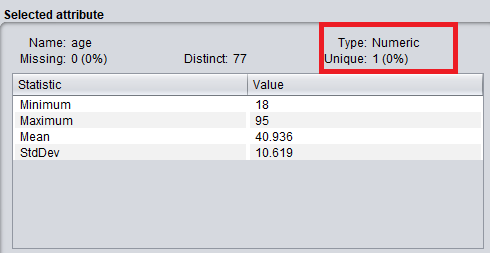 Selected attribute
Name: age Type: Numeric
Missing: 0 (0%) Distinct: 77 Unique: 1 (0%)
Statistic Value
Minimum 18
Maximum 95
Mean 40.936
StdDev 10.619